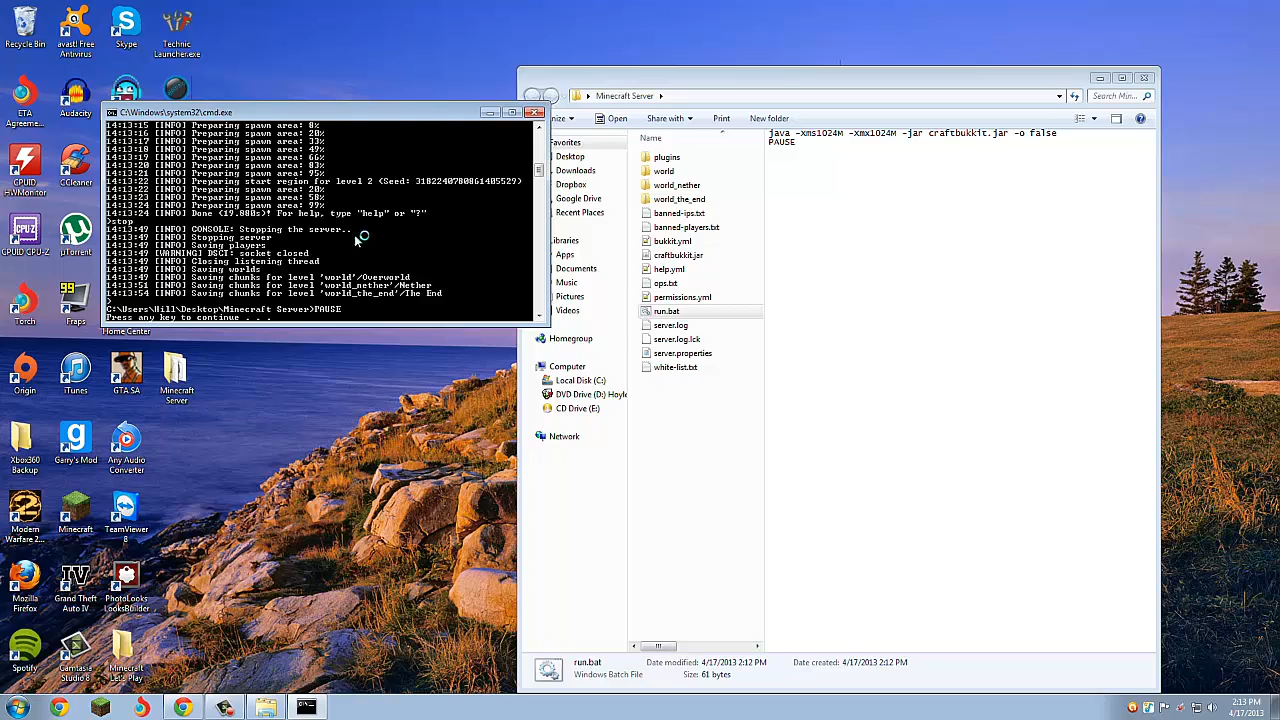 Recycle Bin
avast! Free
Antivirus
Skype
Technic
Launcher.exe
ETA
Agreeme...
Audacity
CPUID
HWMonitor
CCleaner
CPUID CPU-Z
µTorrent
Torch
99
Fraps
Home Center
Origin
iTunes
GTA SA
Minecraft
Server
Xbox360
Backup
Garry's Mod
Any Audio
Converter
Modern
Warfare 2...
Minecraft
TeamViewer
8
Mozilla
Firefox
Grand Theft
Auto IV
PhotoLooks
LooksBuilder
Spotify
Camtasia
Studio 8
Minecraft
Let's Play
C:\Windows\system32\cmd.exe
14:13:15 [INFO] Preparing spawn area: 8%
14:13:16 [INFO] Preparing spawn area: 20%
14:13:17 [INFO] Preparing spawn area: 33%
14:13:18 [INFO] Preparing spawn area: 49%
14:13:19 [INFO] Preparing spawn area: 66%
14:13:20 [INFO] Preparing spawn area: 83%
14:13:21 [INFO] Preparing spawn area: 95%
14:13:22 [INFO] Preparing start region for level 2 (Seed: 3182240780861405529)
14:13:22 [INFO] Preparing spawn area: 20%
14:13:23 [INFO] Preparing spawn area: 58%
14:13:24 [INFO] Preparing spawn area: 99%
14:13:24 [INFO] Done (19.880s)! For help, type "help" or "?"
>stop
14:13:49 [INFO] CONSOLE: Stopping the server..
14:13:49 [INFO] Stopping server
14:13:49 [INFO] Saving players
14:13:49 [WARNING] DSCT: socket closed
14:13:49 [INFO] Closing listening thread
14:13:49 [INFO] Saving worlds
14:13:49 [INFO] Saving chunks for level 'world'/Overworld
14:13:51 [INFO] Saving chunks for level 'world_nether'/Nether
14:13:54 [INFO] Saving chunks for level 'world_the_end'/The End
>
C:\Users\Will\Desktop\Minecraft Server>PAUSE
Press any key to continue . . .
Minecraft Server
Search Min...
Open
Share with
Print
New folder
Favorites
Desktop
Downloads
Dropbox
Google Drive
Recent Places
Libraries
Apps
Documents
Music
Pictures
Videos
Homegroup
Computer
Local Disk (C:)
DVD Drive (D:) Hoyle
CD Drive (E:)
Network
Name
plugins
world
world_nether
world_the_end
banned-ips.txt
banned-players.txt
bukkit.yml
craftbukkit.jar
help.yml
ops.txt
permissions.yml
run.bat
server.log
server.log.lck
server.properties
white-list.txt
java -Xms1024M -Xmx1024M -jar craftbukkit.jar -o false
PAUSE
run.bat
Date modified: 4/17/2013 2:12 PM
Date created: 4/17/2013 2:12 PM
Windows Batch File
Size: 61 bytes
2:13 PM
4/17/2013